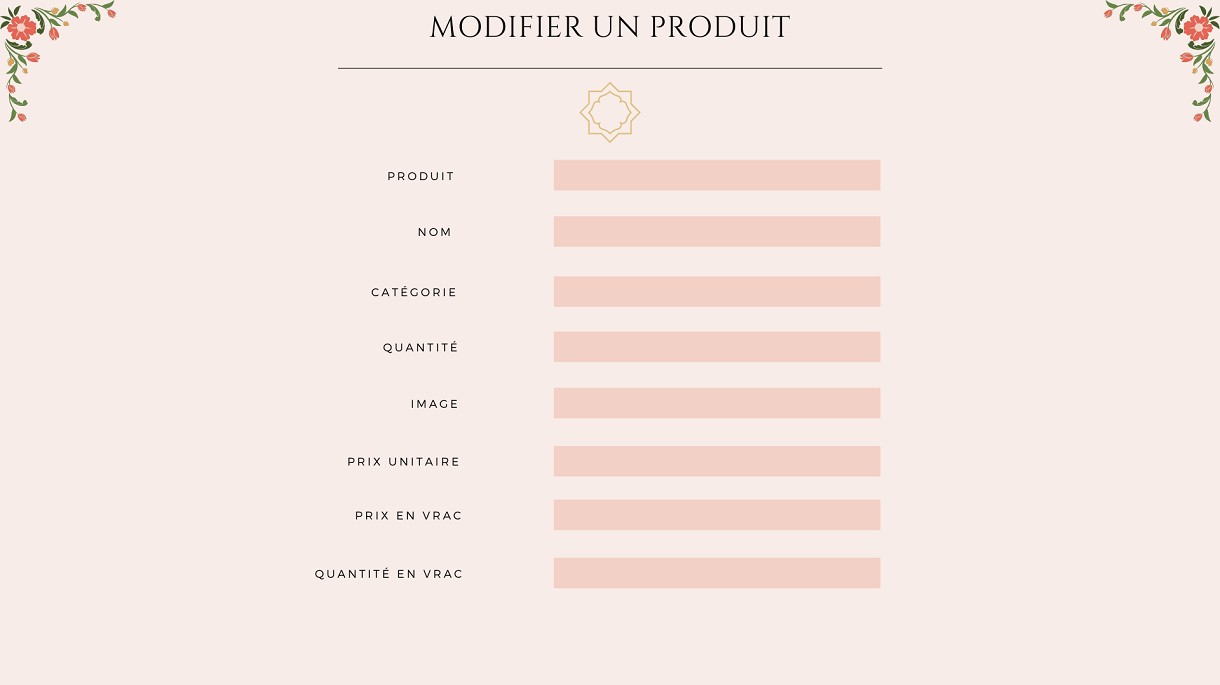 MODIFIER UN PRODUIT
PRODUIT
NOM
CATÉGORIE
QUANTITÉ
IMAGE
PRIX UNITAIRE
PRIX EN VRAC
QUANTITÉ EN VRAC